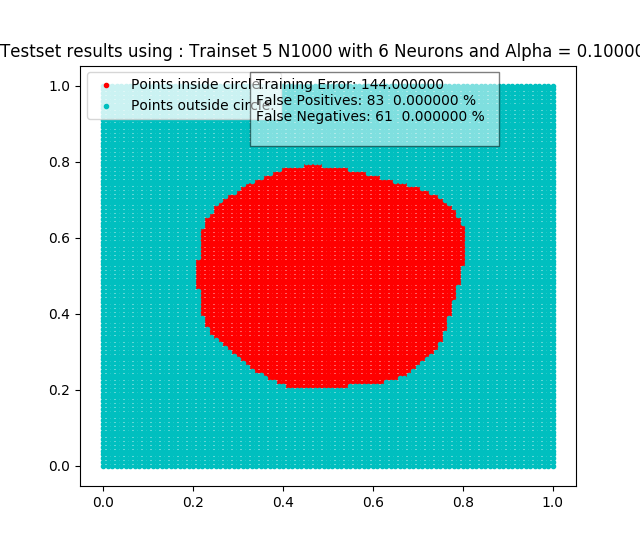 Testset results using : Trainset 5 N1000 with 6 Neurons and Alpha = 0.10000
Points inside circle.
Points outside circle.
Training Error: 144.000000
False Positives: 83 0.000000 %
False Negatives: 61 0.000000 %
1.0
0.8
0.6
0.4
0.2
0.0
0.0 0.2 0.4 0.6 0.8 1.0